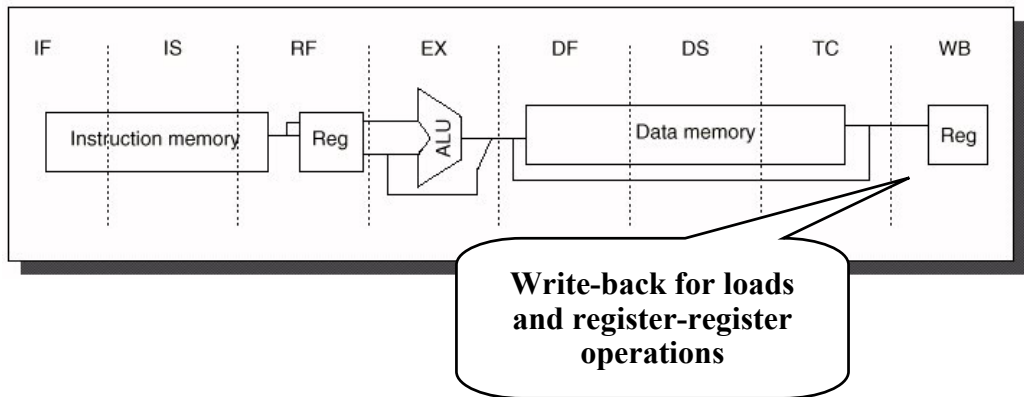 IF IS RF EX DF DS TC WB
Instruction memory Reg ALU Data memory Reg
Write-back for loads
and register-register
operations